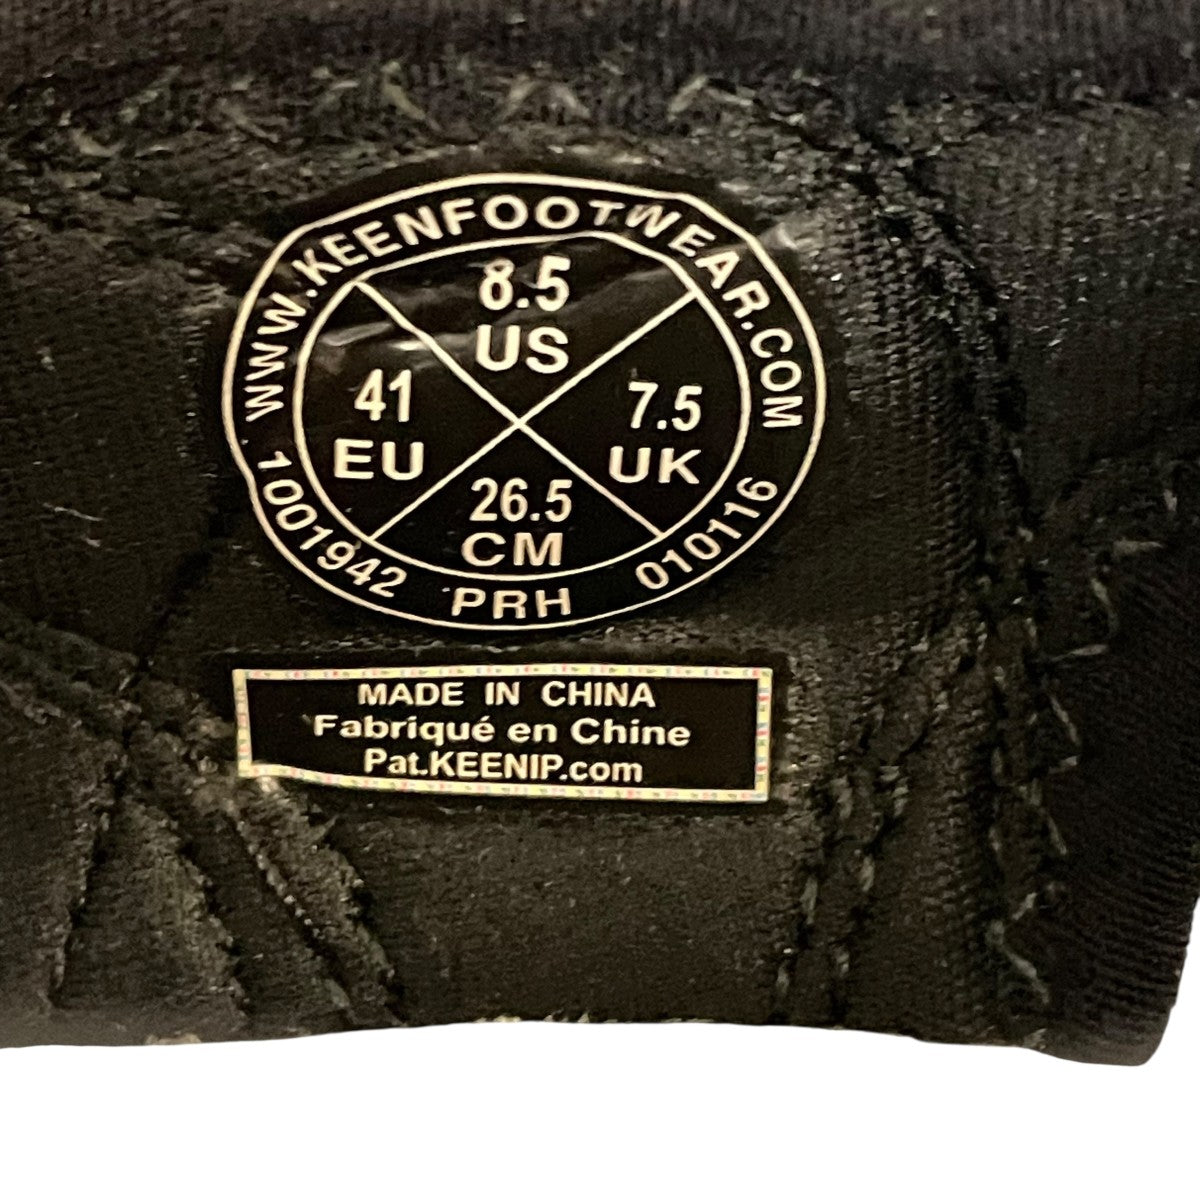 WWW.KEENFOOTWEAR.COM
8.5
US
41
EU
7.5
UK
26.5
CM
1001942
PRH
010116
MADE IN CHINA
Fabriqué en Chine
Pat.KEENIP.com